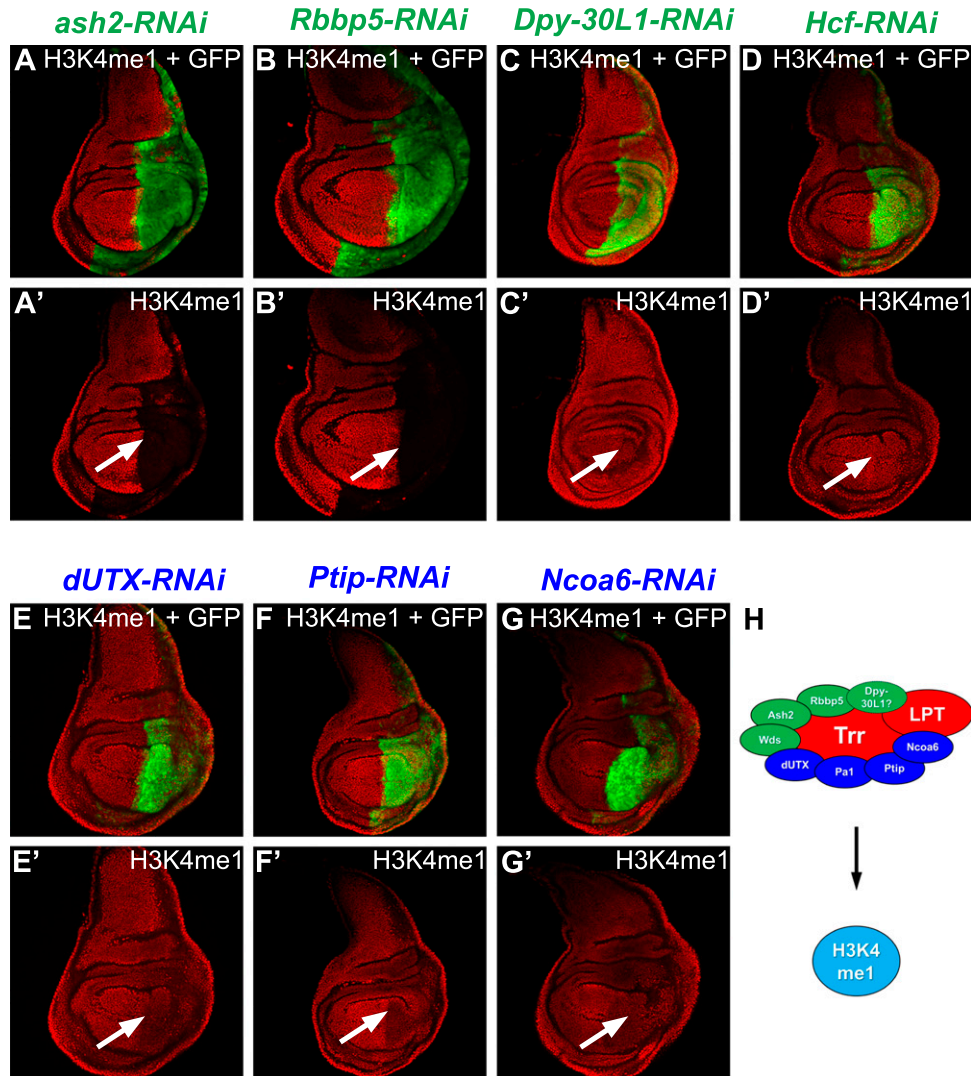 ash2-RNAi
Rbbp5-RNAi
Dpy-30L1-RNAi
Hcf-RNAi
A H3K4me1 + GFP
B H3K4me1 + GFP
C H3K4me1 + GFP
D H3K4me1 + GFP
A’ H3K4me1
B’ H3K4me1
C’ H3K4me1
D’ H3K4me1
dUTX-RNAi
Ptip-RNAi
Ncoa6-RNAi
E H3K4me1 + GFP
F H3K4me1 + GFP
G H3K4me1 + GFP
H
E’ H3K4me1
F’ H3K4me1
G’ H3K4me1
Rbbp5
Dpy-
30L1?
Ash2
LPT
Wds
Trr
Ncoa6
dUTX
Pa1
Ptip
H3K4
me1